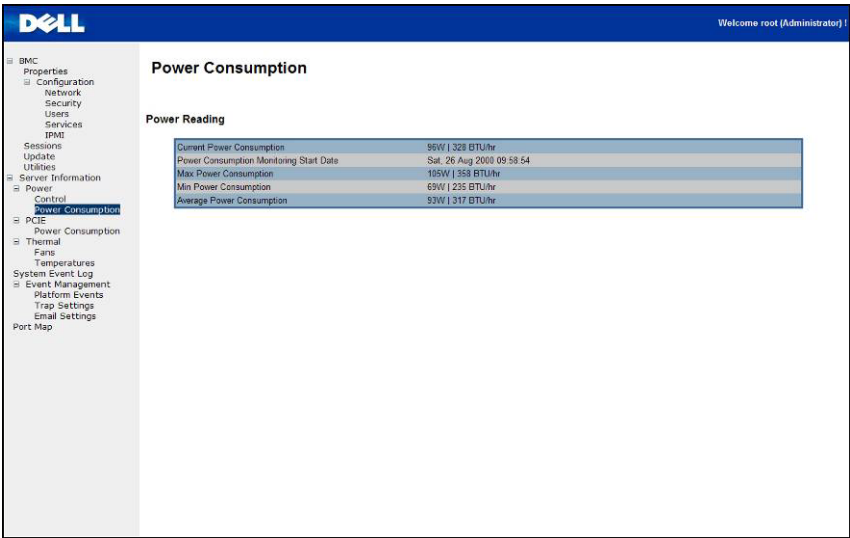 DELL
Welcome root (Administrator) !
BMC
Properties
Configuration
Network
Security
Users
Services
IPMI
Sessions
Update
Utilities
Server Information
Power
Control
Power Consumption
PCIE
Power Consumption
Thermal
Fans
Temperatures
System Event Log
Event Management
Platform Events
Trap Settings
Email Settings
Port Map
Power Consumption
Power Reading
Current Power Consumption 96W | 328 BTU/hr
Power Consumption Monitoring Start Date Sat, 26 Aug 2000 09:58:54
Max Power Consumption 105W | 358 BTU/hr
Min Power Consumption 69W | 235 BTU/hr
Average Power Consumption 93W | 317 BTU/hr